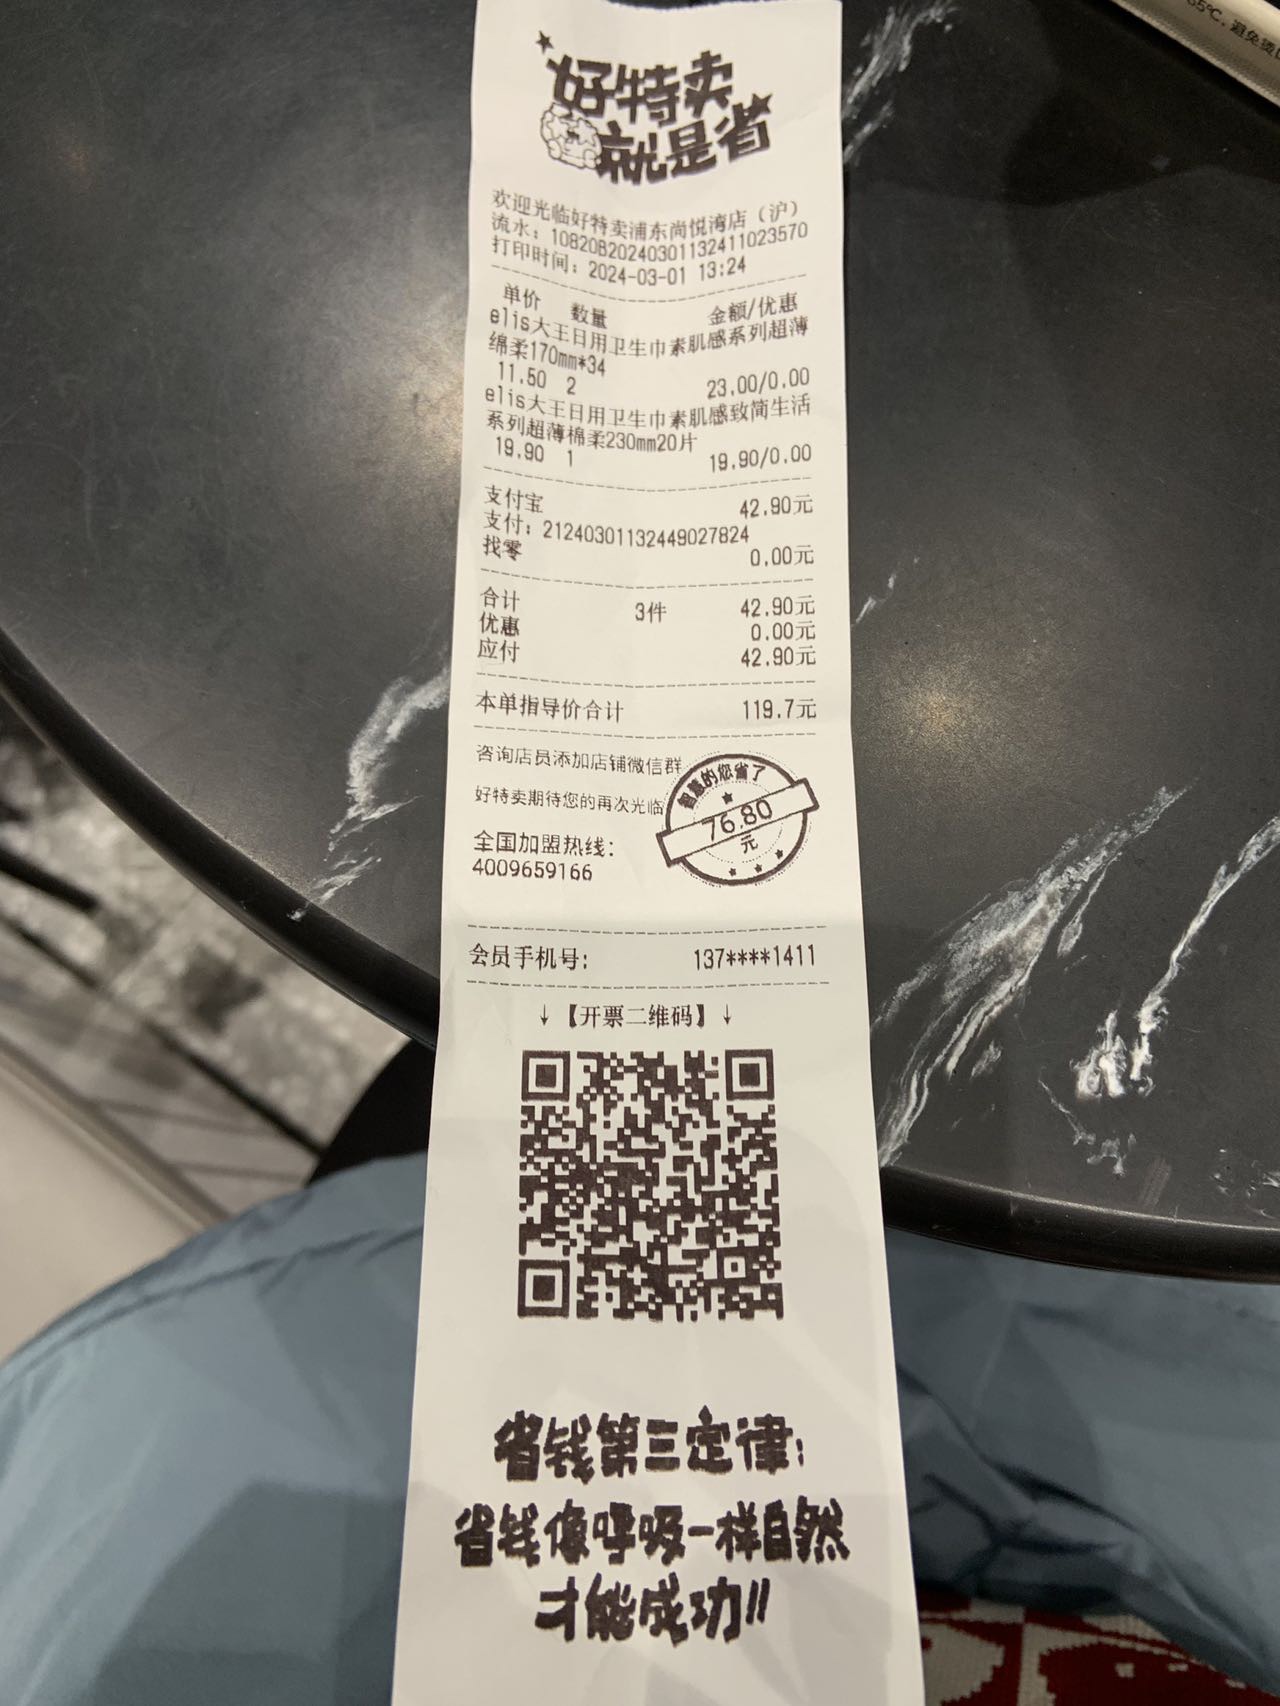 65℃，避免烫
好特卖
就是省
欢迎光临好特卖浦东尚悦湾店（沪）
流水：10820B20240301132411023570
打印时间：2024-03-01 13:24
单价 数量 金额/优惠
elis大王日用卫生巾素肌感系列超薄
绵柔170mm*34
11.50 2 23.00/0.00
elis大王日用卫生巾素肌感致简生活
系列超薄棉柔230mm20片
19.90 1 19.90/0.00
支付宝 42.90元
支付：21240301132449027824
找零 0.00元
合计 3件 42.90元
优惠 0.00元
应付 42.90元
本单指导价合计 119.7元
咨询店员添加店铺微信群
好特卖期待您的再次光临
智慧的您省了
76.80
元
全国加盟热线：
4009659166
会员手机号： 137****1411
↓【开票二维码】↓
省钱第三定律：
省钱像呼吸一样自然
才能成功!!